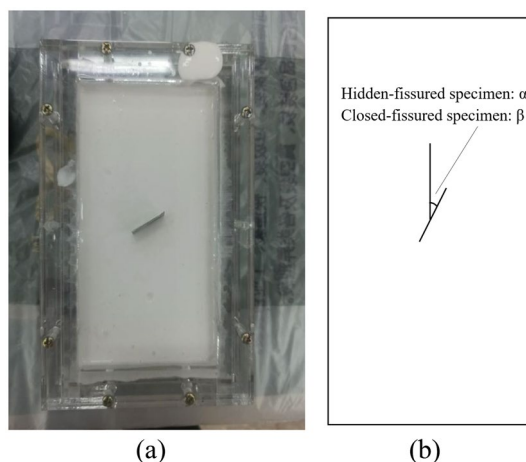 Hidden-fissured specimen: α
Closed-fissured specimen: β
(a)
(b)